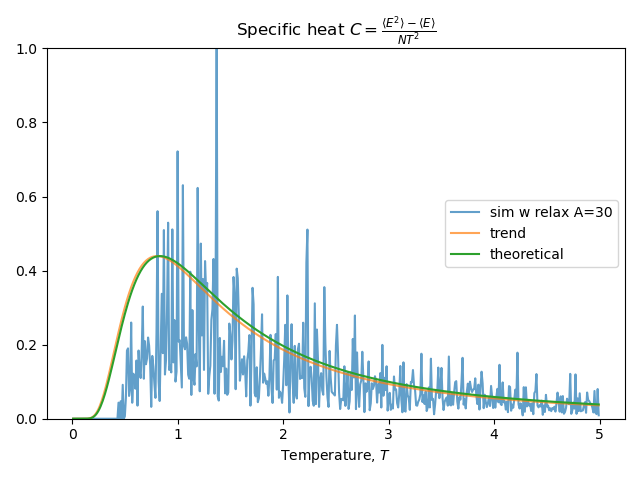 Specific heat $C = \frac{\langle E^2 \rangle - \langle E \rangle}{NT^2}$
1.0
0.8
0.6
0.4
0.2
0.0
sim w relax A=30
trend
theoretical
0 1 2 3 4 5
Temperature, $T$